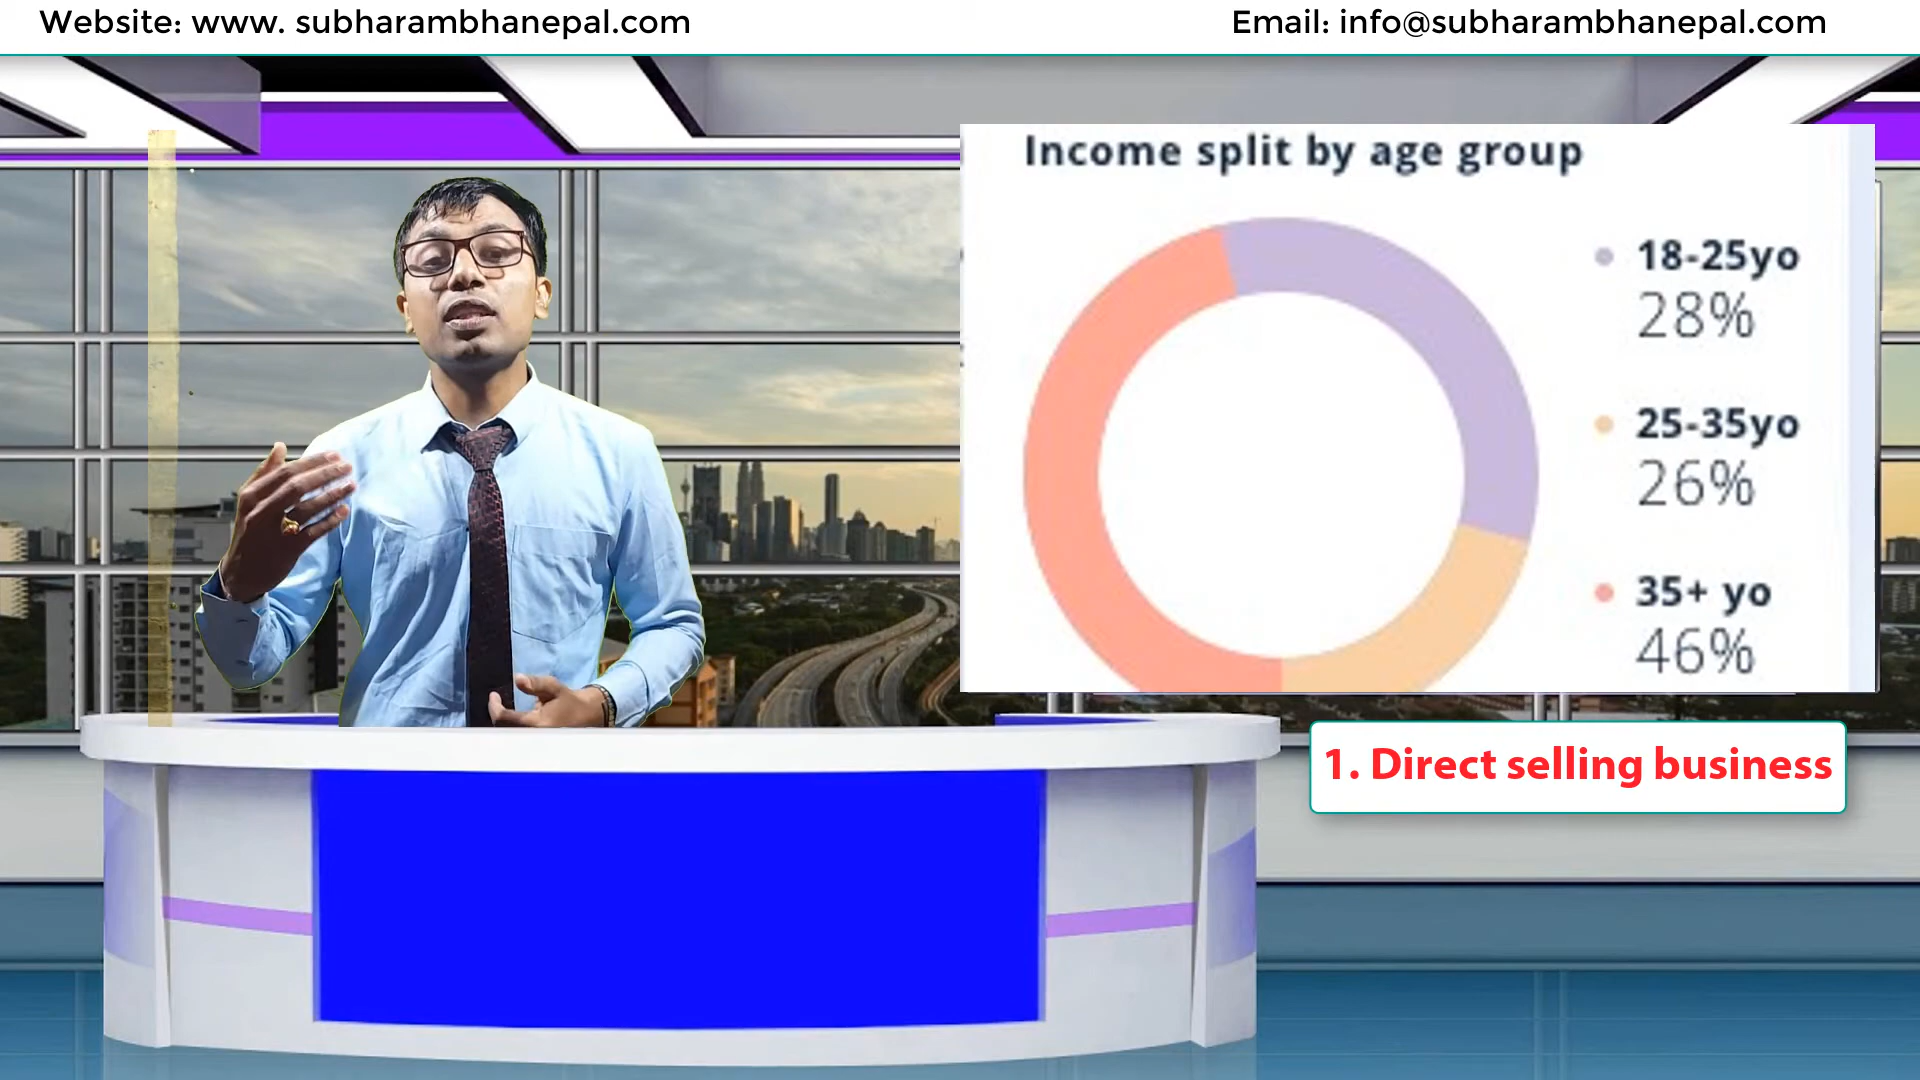 Website: www. subharambhanepal.com
Email: info@subharambhanepal.com
Income split by age group
18-25yo
28%
25-35yo
26%
35+ yo
46%
1. Direct selling business